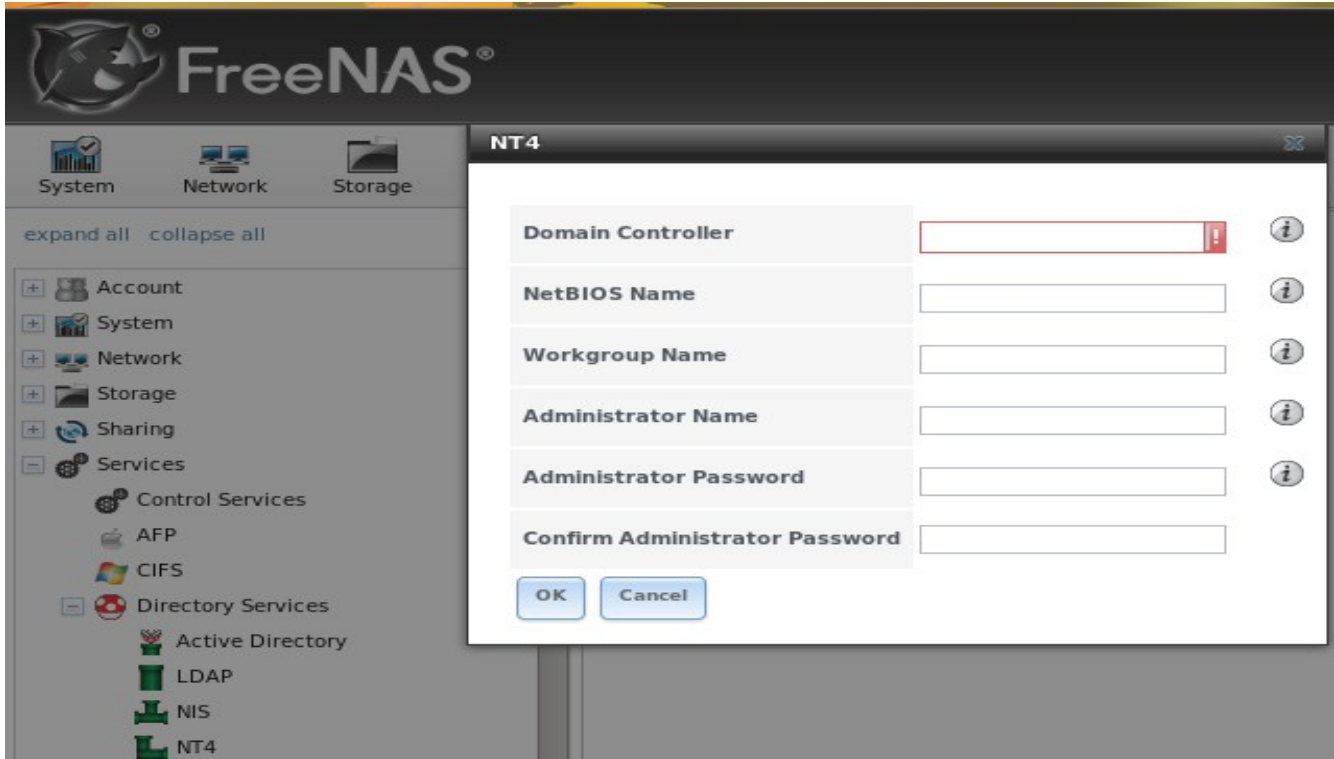 FreeNAS®
System
Network
Storage
expand all collapse all
Account
System
Network
Storage
Sharing
Services
Control Services
AFP
CIFS
Directory Services
Active Directory
LDAP
NIS
NT4
NT4
Domain Controller
NetBIOS Name
Workgroup Name
Administrator Name
Administrator Password
Confirm Administrator Password
OK Cancel